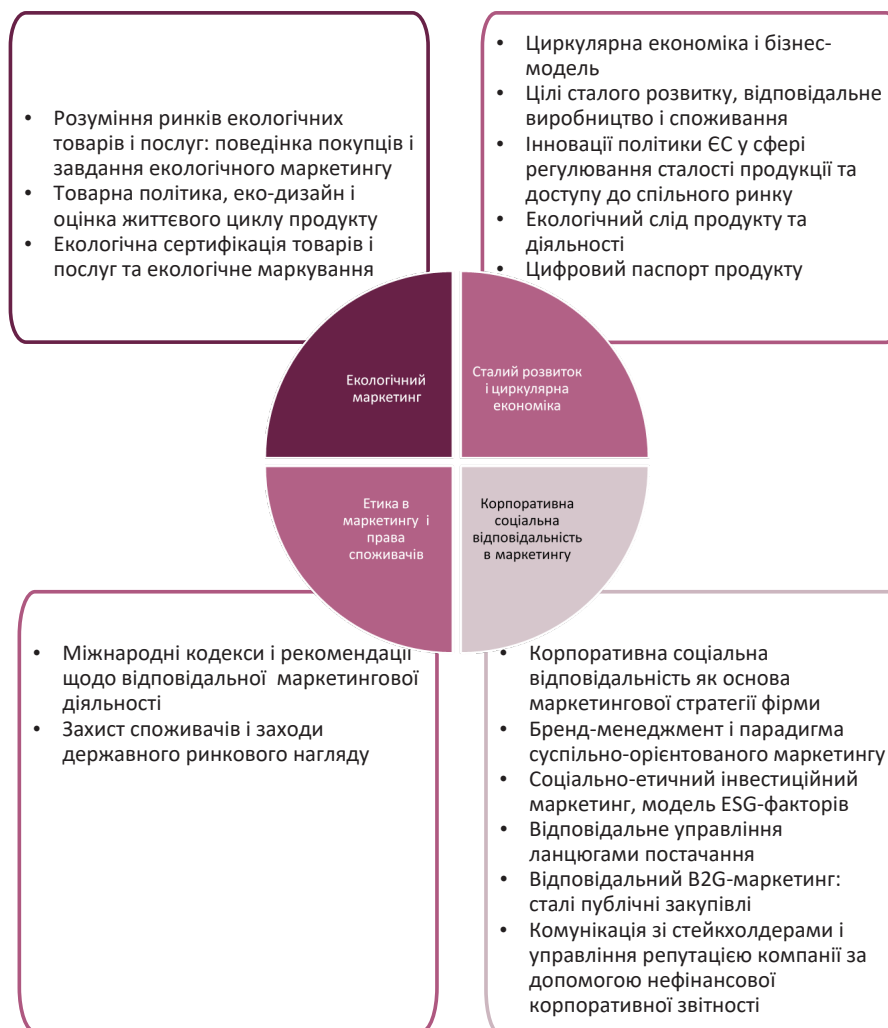 • Розуміння ринків екологічних
товарів і послуг: поведінка покупців і
завдання екологічного маркетингу
• Товарна політика, еко-дизайн і
оцінка життєвого циклу продукту
• Екологічна сертифікація товарів і
послуг та екологічне маркування
• Циркулярна економіка і бізнес-
модель
• Цілі сталого розвитку, відповідальне
виробництво і споживання
• Інновації політики ЄС у сфері
регулювання сталості продукції та
доступу до спільного ринку
• Екологічний слід продукту та
діяльності
• Цифровий паспорт продукту
Екологічний
маркетинг
Сталий розвиток
і циркулярна
економіка
Етика в
маркетингу і
права
споживачів
Корпоративна
соціальна
відповідальність
в маркетингу
• Міжнародні кодекси і рекомендації
щодо відповідальної маркетингової
діяльності
• Захист споживачів і заходи
державного ринкового нагляду
• Корпоративна соціальна
відповідальність як основа
маркетингової стратегії фірми
• Бренд-менеджмент і парадигма
суспільно-орієнтованого маркетингу
• Соціально-етичний інвестиційний
маркетинг, модель ESG-факторів
• Відповідальне управління
ланцюгами постачання
• Відповідальний B2G-маркетинг:
сталі публічні закупівлі
• Комунікація зі стейкхолдерами і
управління репутацією компанії за
допомогою нефінансової
корпоративної звітності